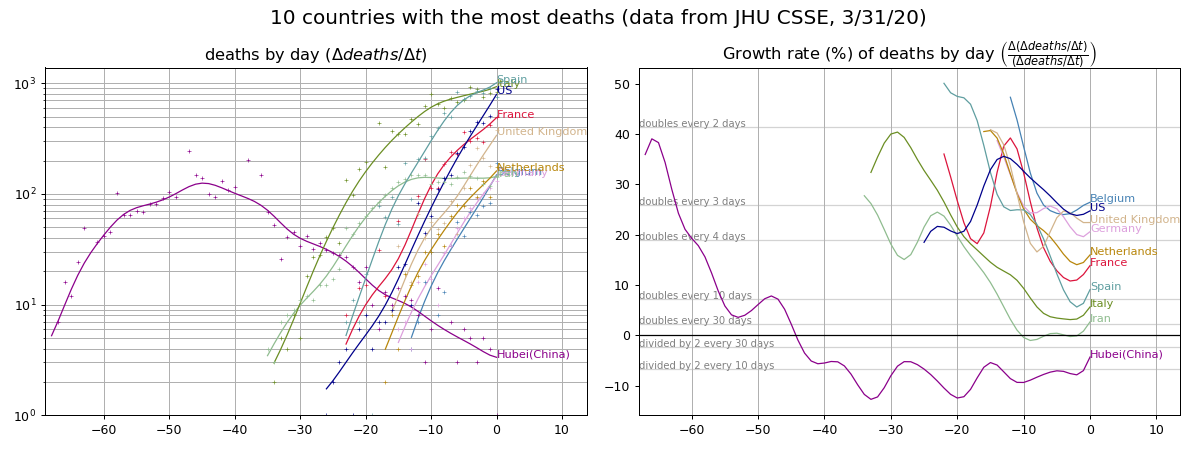 10 countries with the most deaths (data from JHU CSSE, 3/31/20)
deaths by day (Δdeaths/Δt)
10³
10²
10¹
10⁰
Spain
Italy
US
France
United Kingdom
Netherlands
Belgium
Germany
Hubei(China)
−60 −50 −40 −30 −20 −10 0 10
Growth rate (%) of deaths by day (Δ(Δdeaths/Δt)/(Δdeaths/Δt))
50
40
30
20
10
0
−10
doubles every 2 days
doubles every 3 days
doubles every 4 days
doubles every 10 days
doubles every 30 days
divided by 2 every 30 days
divided by 2 every 10 days
Belgium
US
United Kingdom
Germany
Netherlands
France
Spain
Italy
Iran
Hubei(China)
−60 −50 −40 −30 −20 −10 0 10